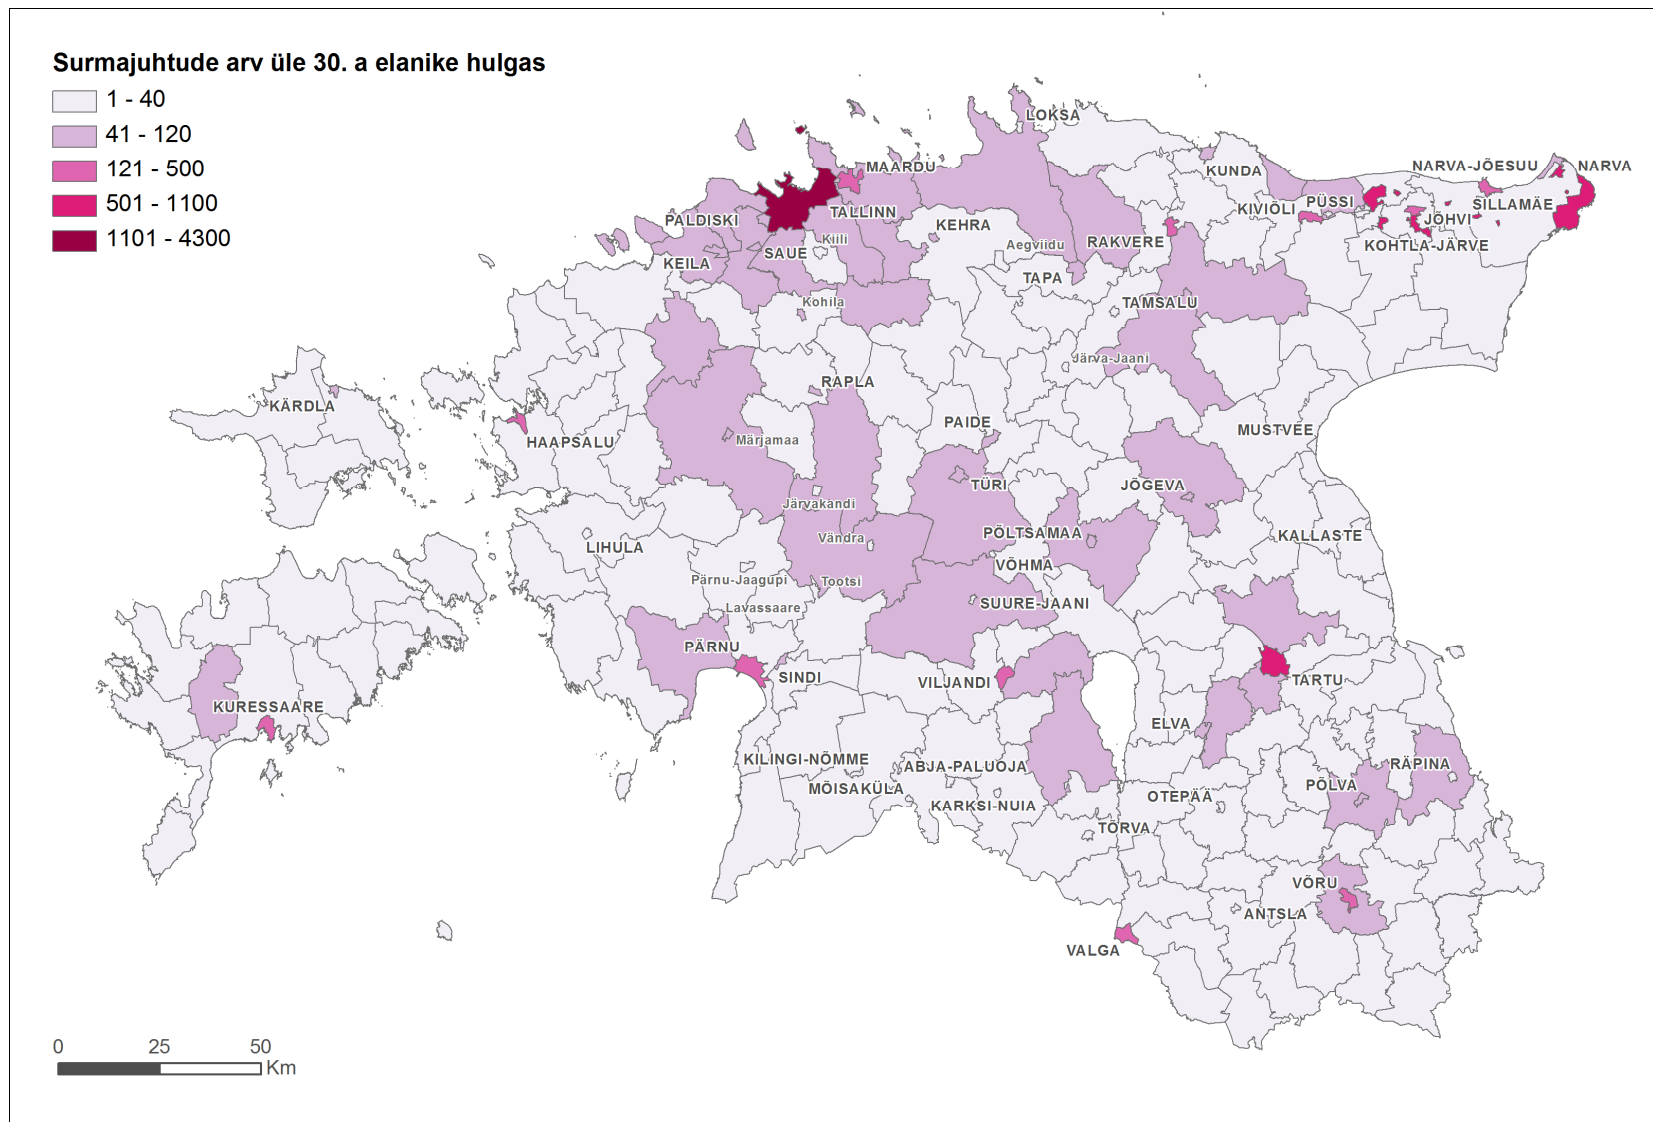 Surmajuhtude arv üle 30. a elanike hulgas
1 - 40
41 - 120
121 - 500
501 - 1100
1101 - 4300
LOKSA
MAARDU
KUNDA
NARVA-JÕESUU
NARVA
PALDISKI
TALLINN
KIVIÕLI
PÜSSI
SILLAMÄE
KEHRA
JÕHVI
Kiili
Aegviidu
RAKVERE
KOHTLA-JÄRVE
SAUE
KEILA
TAPA
Kohila
TAMSALU
Järva-Jaani
RAPLA
KÄRDLA
PAIDE
MUSTVEE
HAAPSALU
Märjamaa
TÜRI
JÕGEVA
Järvakandi
PÕLTSAMAA
KALLASTE
Vändra
LIHULA
VÕHMA
Pärnu-Jaagupi
Tootsi
Lavassaare
SUURE-JAANI
PÄRNU
SINDI
VILJANDI
TARTU
KURESSAARE
ELVA
KILINGI-NÕMME
ABJA-PALUOJA
RÄPINA
MÕISAKÜLA
PÕLVA
KARKSI-NUIA
OTEPÄÄ
TÕRVA
VÕRU
ANTSLA
VALGA
0 25 50
Km